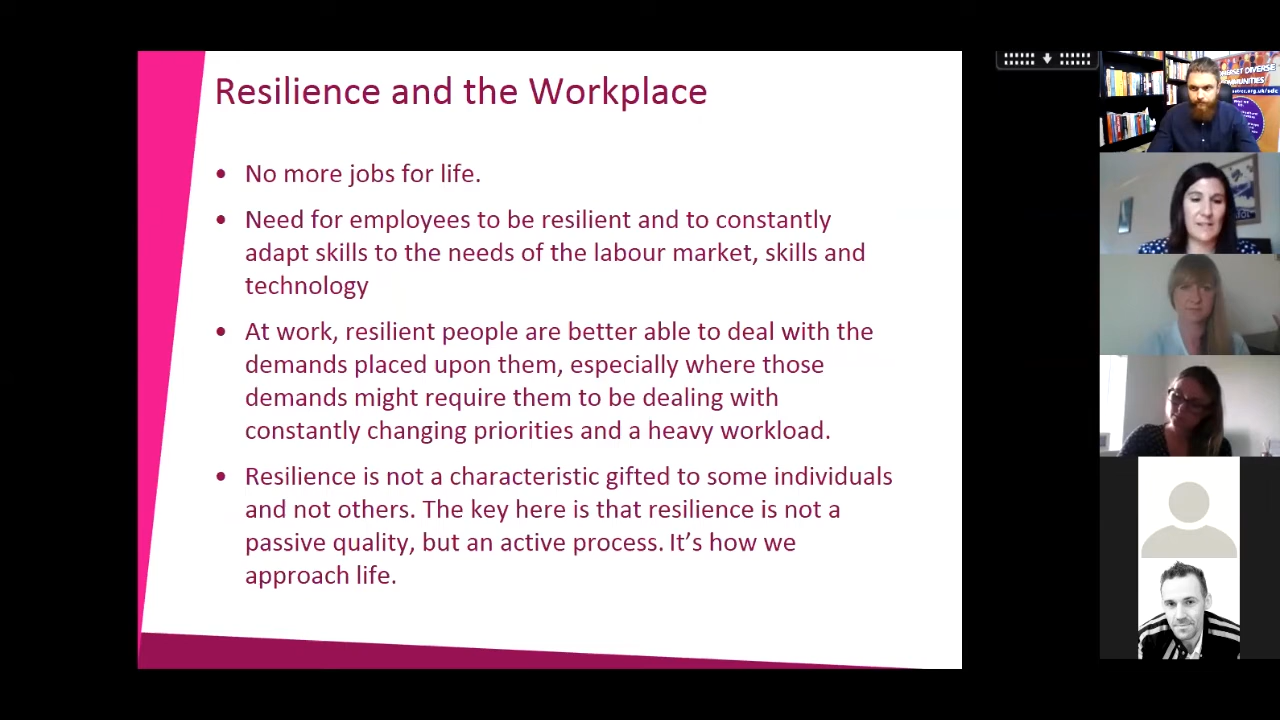 Resilience and the Workplace
• No more jobs for life.
• Need for employees to be resilient and to constantly
adapt skills to the needs of the labour market, skills and
technology
• At work, resilient people are better able to deal with the
demands placed upon them, especially where those
demands might require them to be dealing with
constantly changing priorities and a heavy workload.
• Resilience is not a characteristic gifted to some individuals
and not others. The key here is that resilience is not a
passive quality, but an active process. It’s how we
approach life.
DIVERSE